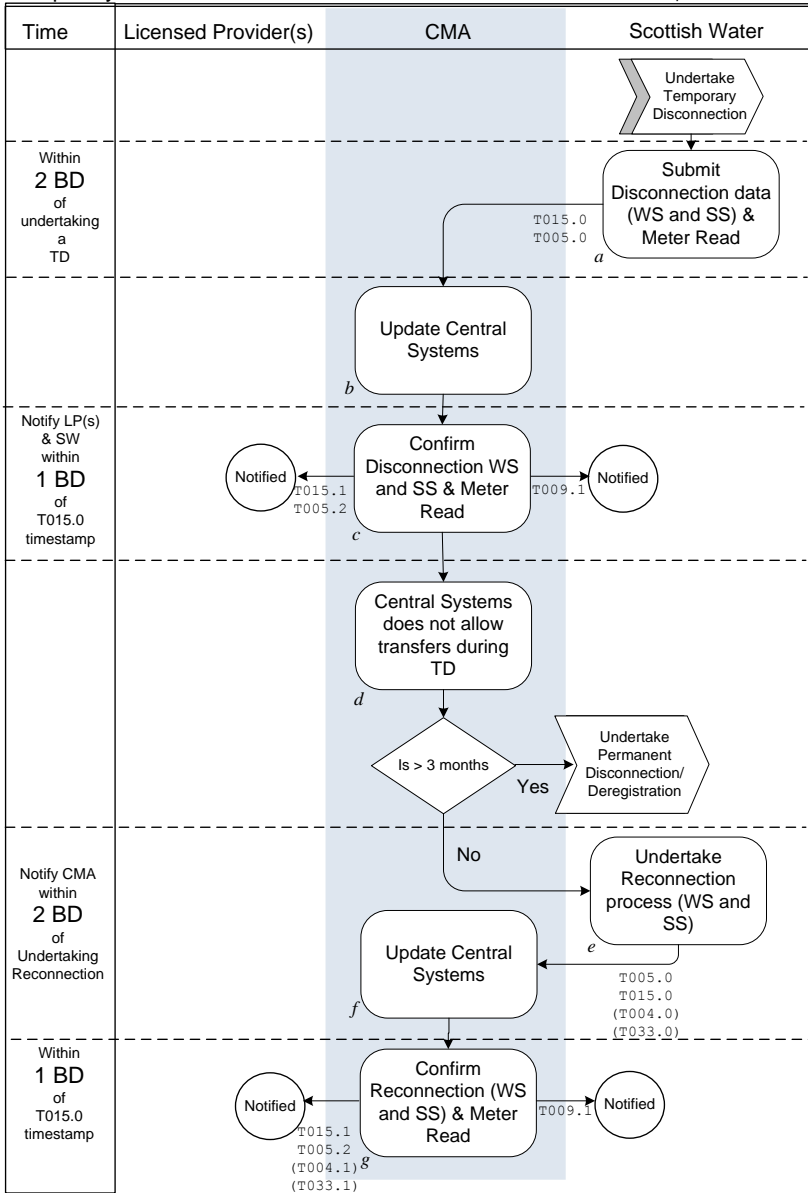 Time
Licensed Provider(s)
CMA
Scottish Water
Undertake
Temporary
Disconnection
Within
2 BD
of
undertaking
a
TD
Submit
Disconnection data
(WS and SS) &
Meter Read
a
T015.0
T005.0
Update Central
Systems
b
Notify LP(s)
& SW
within
1 BD
of
T015.0
timestamp
Notified
T015.1
T005.2
Confirm
Disconnection WS
and SS & Meter
Read
c
T009.1
Notified
Central Systems
does not allow
transfers during
TD
d
Is > 3 months
Yes
Undertake
Permanent
Disconnection/
Deregistration
No
Notify CMA
within
2 BD
of
Undertaking
Reconnection
Undertake
Reconnection
process (WS and
SS)
e
Update Central
Systems
f
T005.0
T015.0
(T004.0)
(T033.0)
Within
1 BD
of
T015.0
timestamp
Notified
T015.1
T005.2
(T004.1)
(T033.1)
Confirm
Reconnection (WS
and SS) & Meter
Read
g
T009.1
Notified